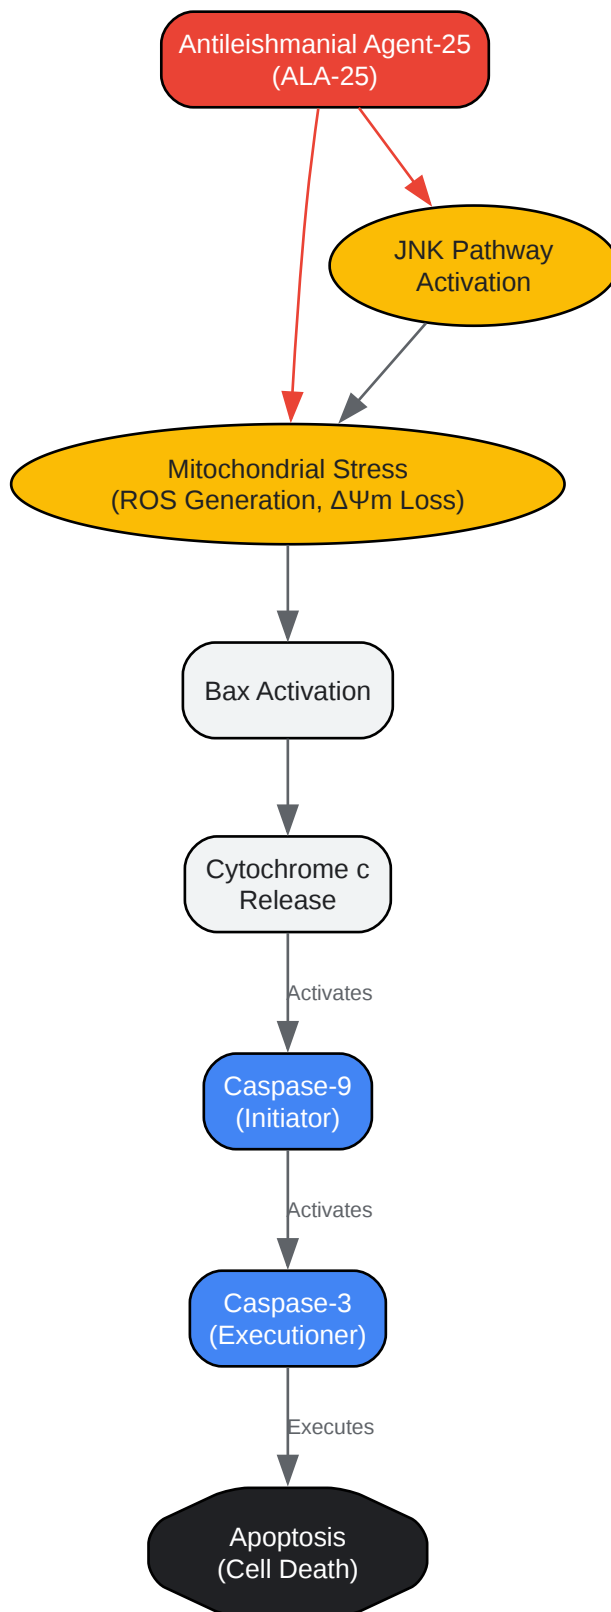 Antileishmanial Agent-25
(ALA-25)
JNK Pathway
Activation
Mitochondrial Stress
(ROS Generation, ΔΨm Loss)
Bax Activation
Cytochrome c
Release
Activates
Caspase-9
(Initiator)
Activates
Caspase-3
(Executioner)
Executes
Apoptosis
(Cell Death)